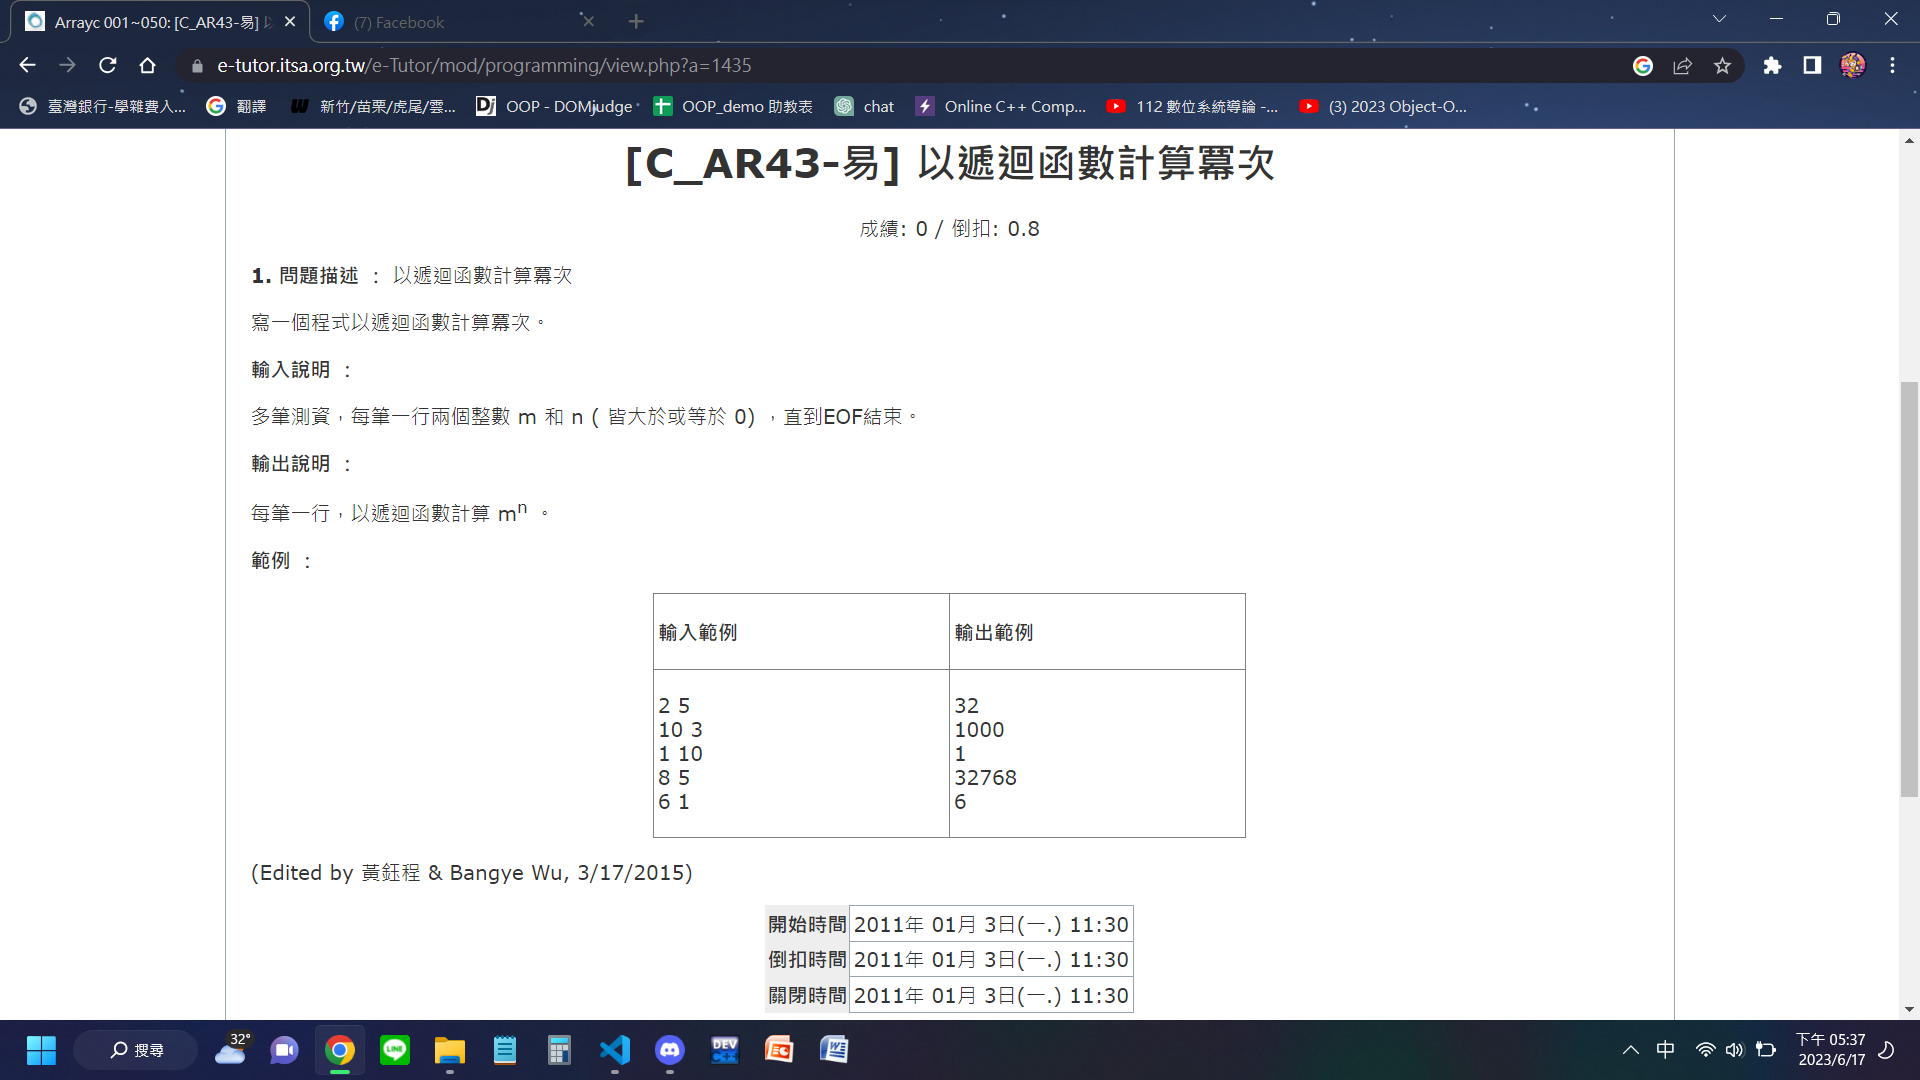 Arrayc 001~050: [C_AR43-易] 以
(7) Facebook
e-tutor.itsa.org.tw/e-Tutor/mod/programming/view.php?a=1435
臺灣銀行-學雜費入...
翻譯
新竹/苗栗/虎尾/雲...
OOP - DOMjudge
OOP_demo 助教表
chat
Online C++ Comp...
112 數位系統導論 -...
(3) 2023 Object-O...
[C_AR43-易] 以遞迴函數計算冪次
成績: 0 / 倒扣: 0.8
1. 問題描述 ： 以遞迴函數計算冪次
寫一個程式以遞迴函數計算冪次。
輸入說明 ：
多筆測資，每筆一行兩個整數 m 和 n ( 皆大於或等於 0) ，直到EOF結束。
輸出說明 ：
每筆一行，以遞迴函數計算 mⁿ 。
範例 ：
輸入範例
輸出範例
2 5
10 3
1 10
8 5
6 1
32
1000
1
32768
6
(Edited by 黃鈺程 & Bangye Wu, 3/17/2015)
開始時間 2011年 01月 3日(一.) 11:30
倒扣時間 2011年 01月 3日(一.) 11:30
關閉時間 2011年 01月 3日(一.) 11:30
搜尋
32°
LINE
DEV C++
中
下午 05:37
2023/6/17